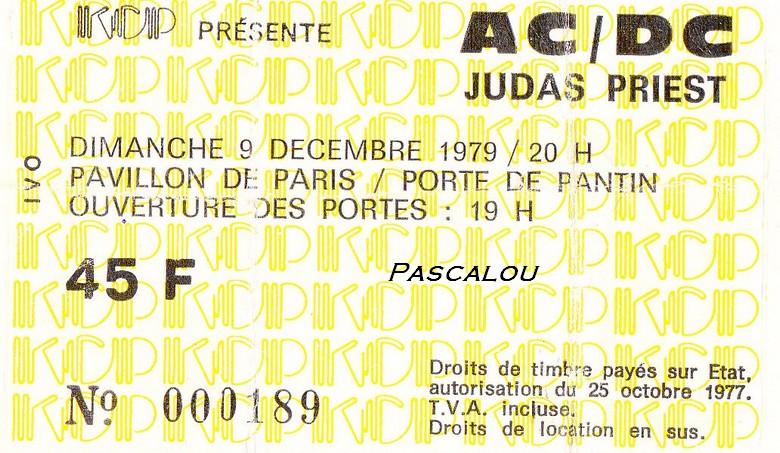 KCP PRÉSENTE
AC/DC
JUDAS PRIEST
DIMANCHE 9 DECEMBRE 1979 / 20 H
PAVILLON DE PARIS / PORTE DE PANTIN
OUVERTURE DES PORTES : 19 H
IVO
45 F
PASCALOU
Nº 000189
Droits de timbre payés sur Etat,
autorisation du 25 octobre 1977.
T.V.A. incluse.
Droits de location en sus.